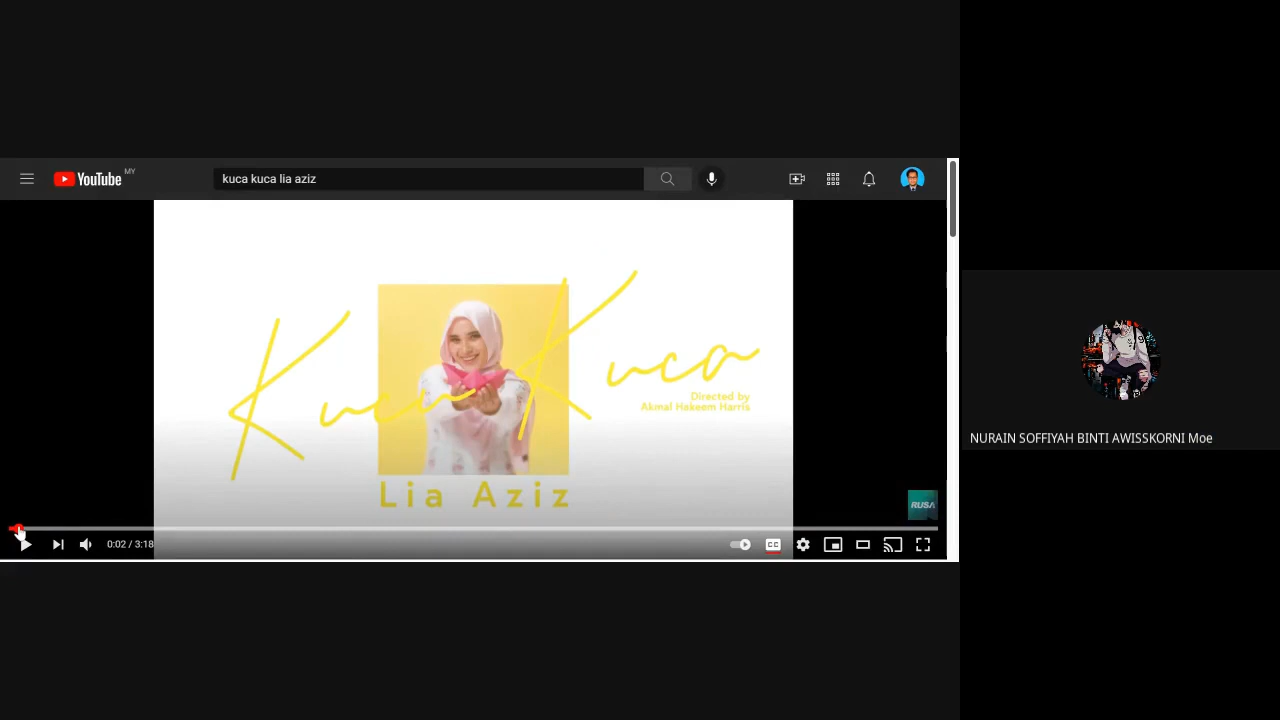 YouTube MY
kuca kuca lia aziz
Kuca Kuca
Directed by
Akmal Hakeem Harris
Lia Aziz
RUSA
0:02 / 3:18
CC
NURAIN SOFFIYAH BINTI AWISSKORNI Moe